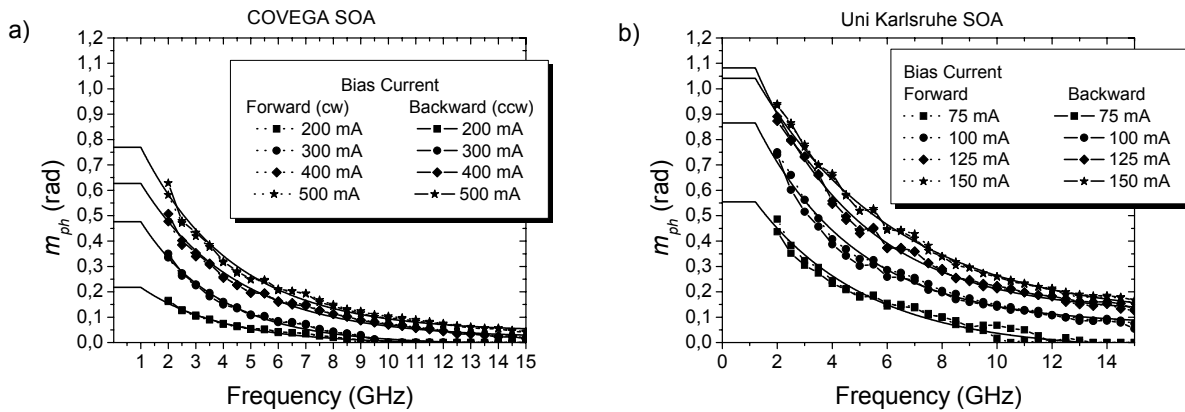 COVEGA SOA
a)
1,2
1,1
1,0
0,9
0,8
0,7
0,6
0,5
0,4
0,3
0,2
0,1
0,0
m_ph (rad)
Bias Current
Forward (cw) Backward (ccw)
200 mA 200 mA
300 mA 300 mA
400 mA 400 mA
500 mA 500 mA
1 2 3 4 5 6 7 8 9 10 11 12 13 14 15
Frequency (GHz)
Uni Karlsruhe SOA
b)
1,2
1,1
1,0
0,9
0,8
0,7
0,6
0,5
0,4
0,3
0,2
0,1
0,0
m_ph (rad)
Bias Current
Forward Backward
75 mA 75 mA
100 mA 100 mA
125 mA 125 mA
150 mA 150 mA
0 2 4 6 8 10 12 14
Frequency (GHz)